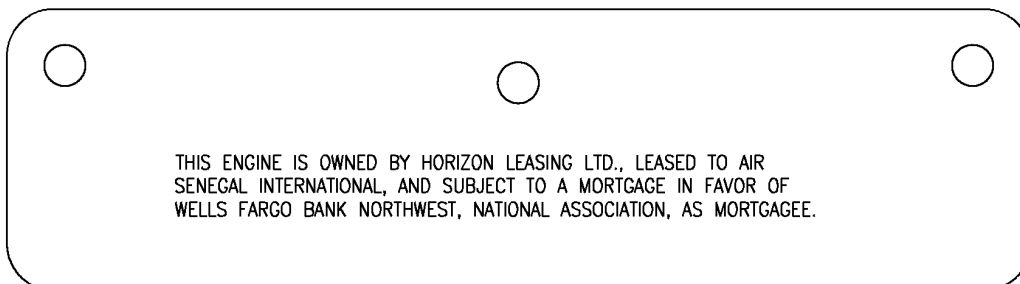 THIS ENGINE IS OWNED BY HORIZON LEASING LTD., LEASED TO AIR
SENEGAL INTERNATIONAL, AND SUBJECT TO A MORTGAGE IN FAVOR OF
WELLS FARGO BANK NORTHWEST, NATIONAL ASSOCIATION, AS MORTGAGEE.